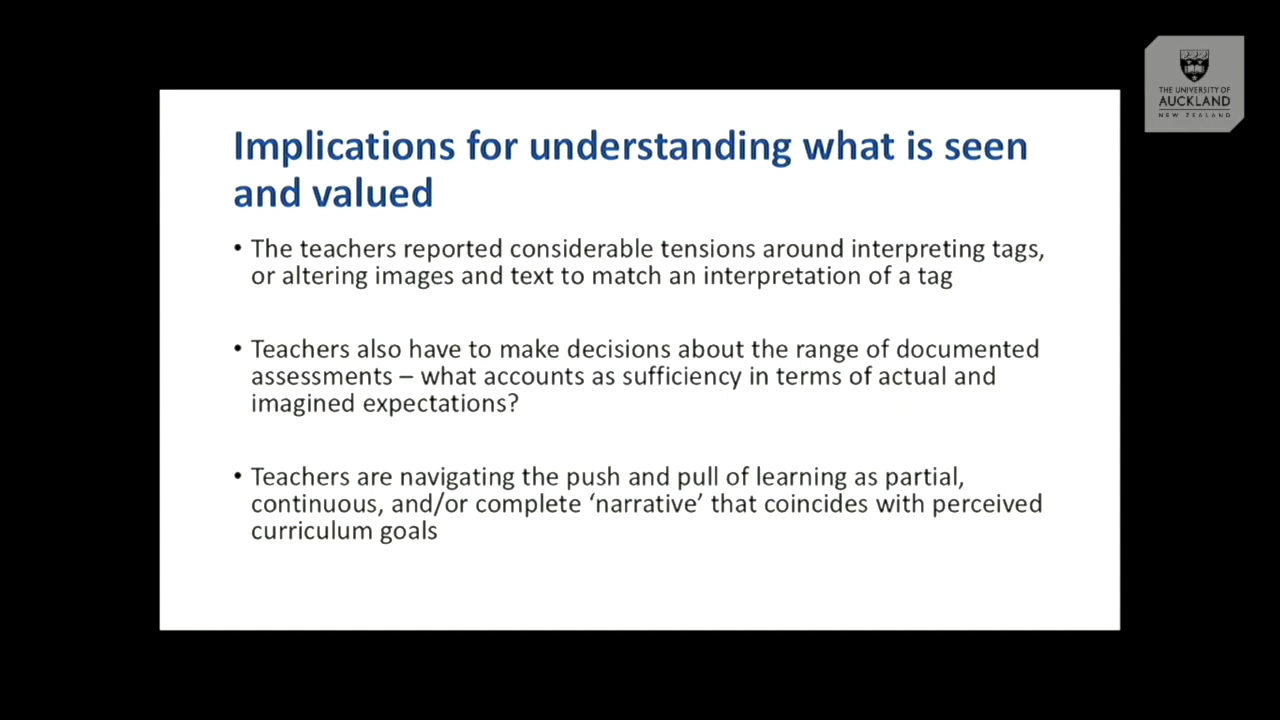 THE UNIVERSITY OF
AUCKLAND
NEW ZEALAND
Implications for understanding what is seen
and valued
• The teachers reported considerable tensions around interpreting tags,
or altering images and text to match an interpretation of a tag
• Teachers also have to make decisions about the range of documented
assessments – what accounts as sufficiency in terms of actual and
imagined expectations?
• Teachers are navigating the push and pull of learning as partial,
continuous, and/or complete ‘narrative’ that coincides with perceived
curriculum goals